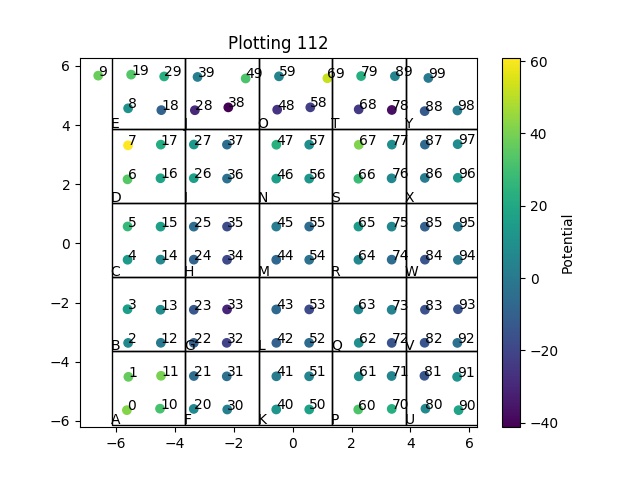 Plotting 112
6
9 19 29 39 49 59 69 79 89 99
60
8 18 28 38 48 58 68 78 88 98
4
E J O T Y
7 17 27 37 47 57 67 77 87 97
40
6 16 26 36 46 56 66 76 86 96
2
D I N S X
5 15 25 35 45 55 65 75 85 95
20
0
4 14 24 34 44 54 64 74 84 94
C H M R W
0
Potential
−2
3 13 23 33 43 53 63 73 83 93
2 12 22 32 42 52 62 72 82 92
B G L Q V
−20
−4
1 11 21 31 41 51 61 71 81 91
0 10 20 30 40 50 60 70 80 90
A F K P U
−6
−40
−6 −4 −2 0 2 4 6